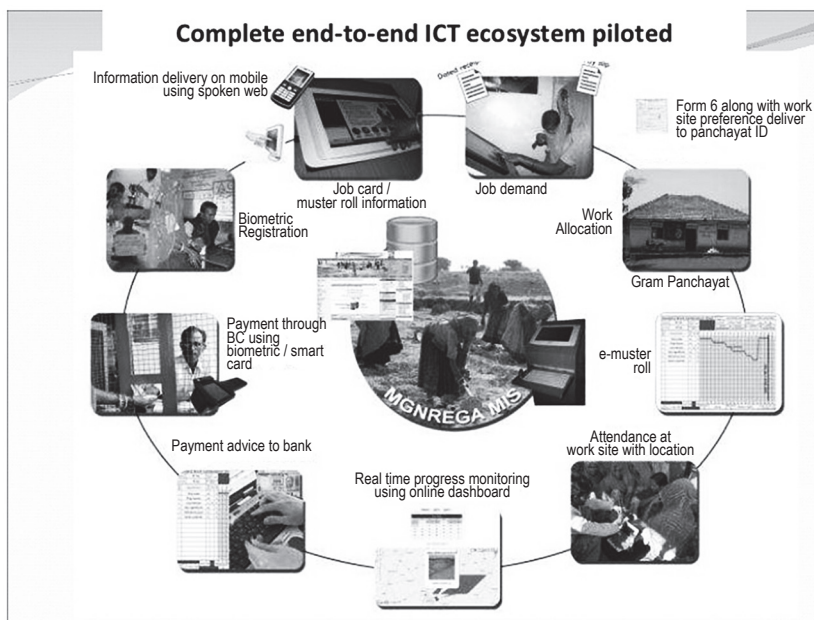 Complete end-to-end ICT ecosystem piloted
Information delivery on mobile
using spoken web
Dated
Form 6 along with work
site preference deliver
to panchayat ID
Job card /
muster roll information
Job demand
Biometric
Registration
Work
Allocation
Gram Panchayat
Payment through
BC using
biometric / smart
card
e-muster
roll
MGNREGA MIS
Attendance at
work site with location
Payment advice to bank
Real time progress monitoring
using online dashboard